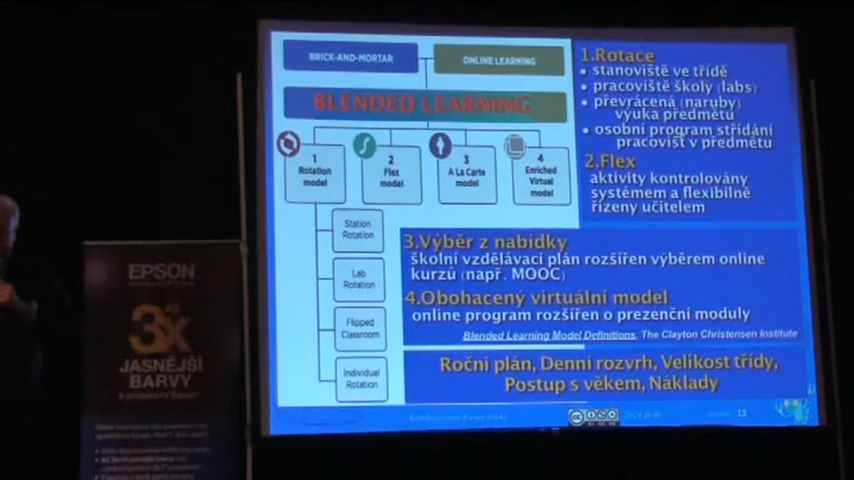 BRICK-AND-MORTAR
ONLINE LEARNING
BLENDED LEARNING
1
Rotation
model
2
Flex
model
3
A La Carte
model
4
Enriched
Virtual
model
Station
Rotation
Lab
Rotation
Flipped
Classroom
Individual
Rotation
1.Rotace
• stanoviště ve třídě
• pracoviště školy (labs)
• převrácená (naruby)
výuka předmětu
• osobní program střídání
pracovišť v předmětu
2.Flex
aktivity kontrolovány
systémem a flexibilně
řízeny učitelem
3.Výběr z nabídky
školní vzdělávací plán rozšířen výběrem online
kurzů (např. MOOC)
4.Obohacený virtuální model
online program rozšířen o prezenční moduly
Blended Learning Model Definitions, The Clayton Christensen Institute
Roční plán, Denní rozvrh, Velikost třídy,
Postup s věkem, Náklady
13
EPSON
3x
JASNĚJŠÍ
BARVY